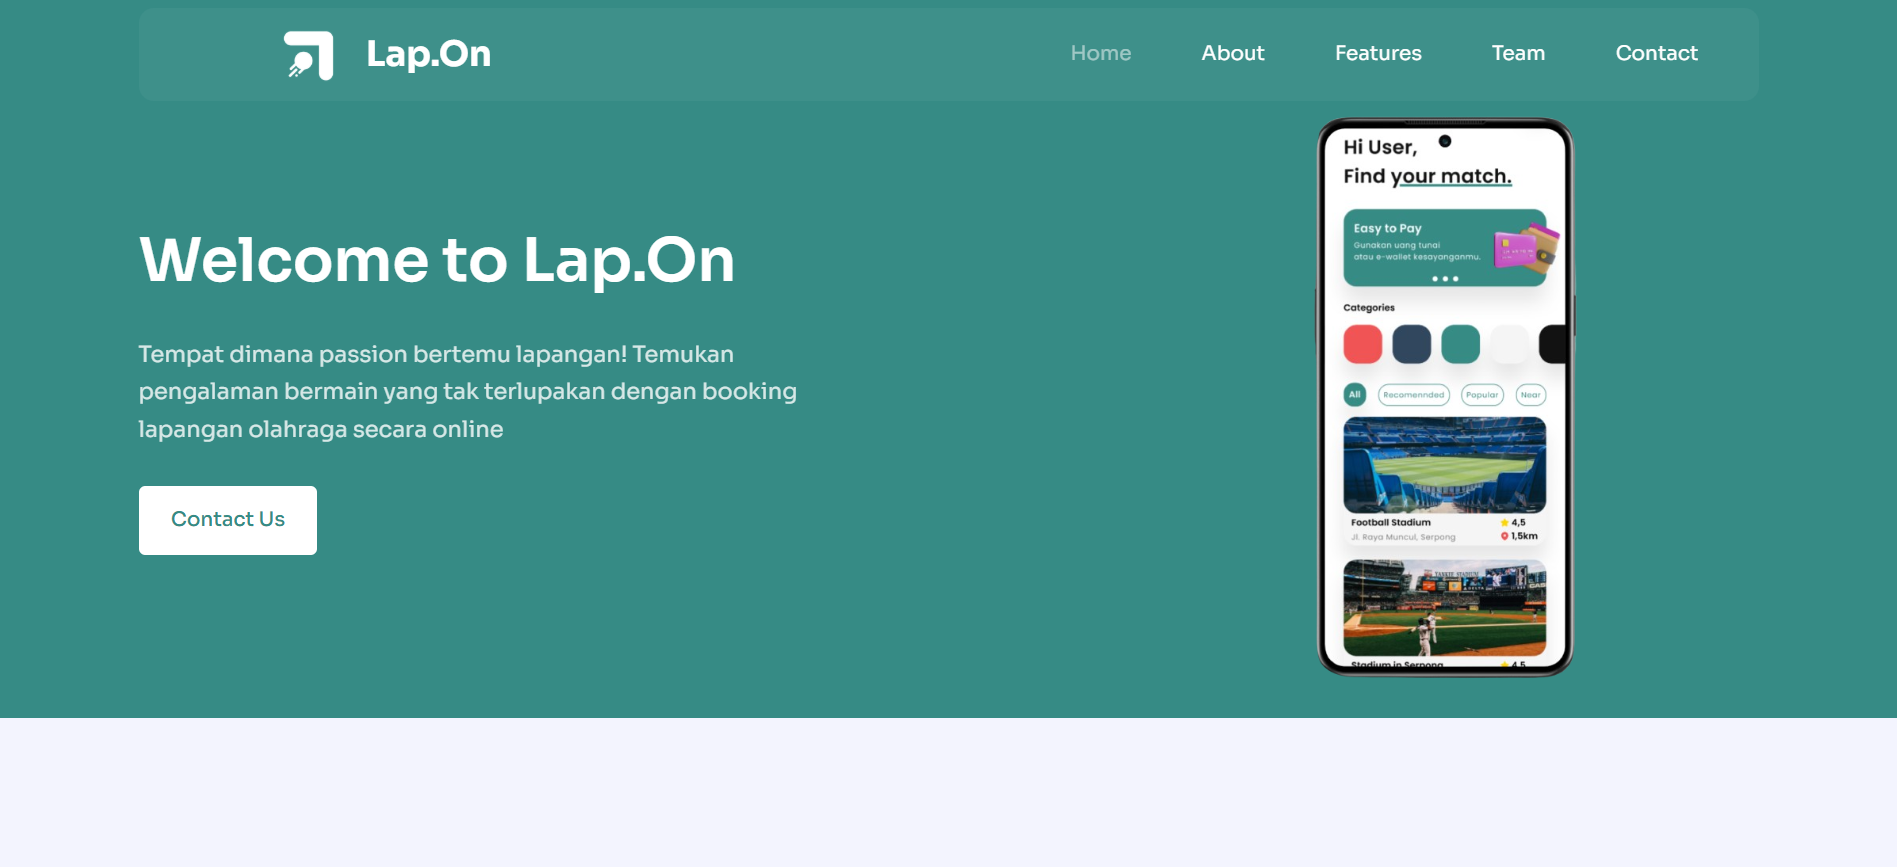 Lap.On
Home About Features Team Contact
Welcome to Lap.On
Tempat dimana passion bertemu lapangan! Temukan
pengalaman bermain yang tak terlupakan dengan booking
lapangan olahraga secara online
Contact Us
Hi User,
Find your match.
Easy to Pay
Gunakan uang tunai
atau e-wallet kesayanganmu.
Categories
All Recomennded Popular Near
Football Stadium 4,5
Jl. Raya Muncul, Serpong 1,5km
YANKEE STADIUM
Stadium in Serpong 4,5